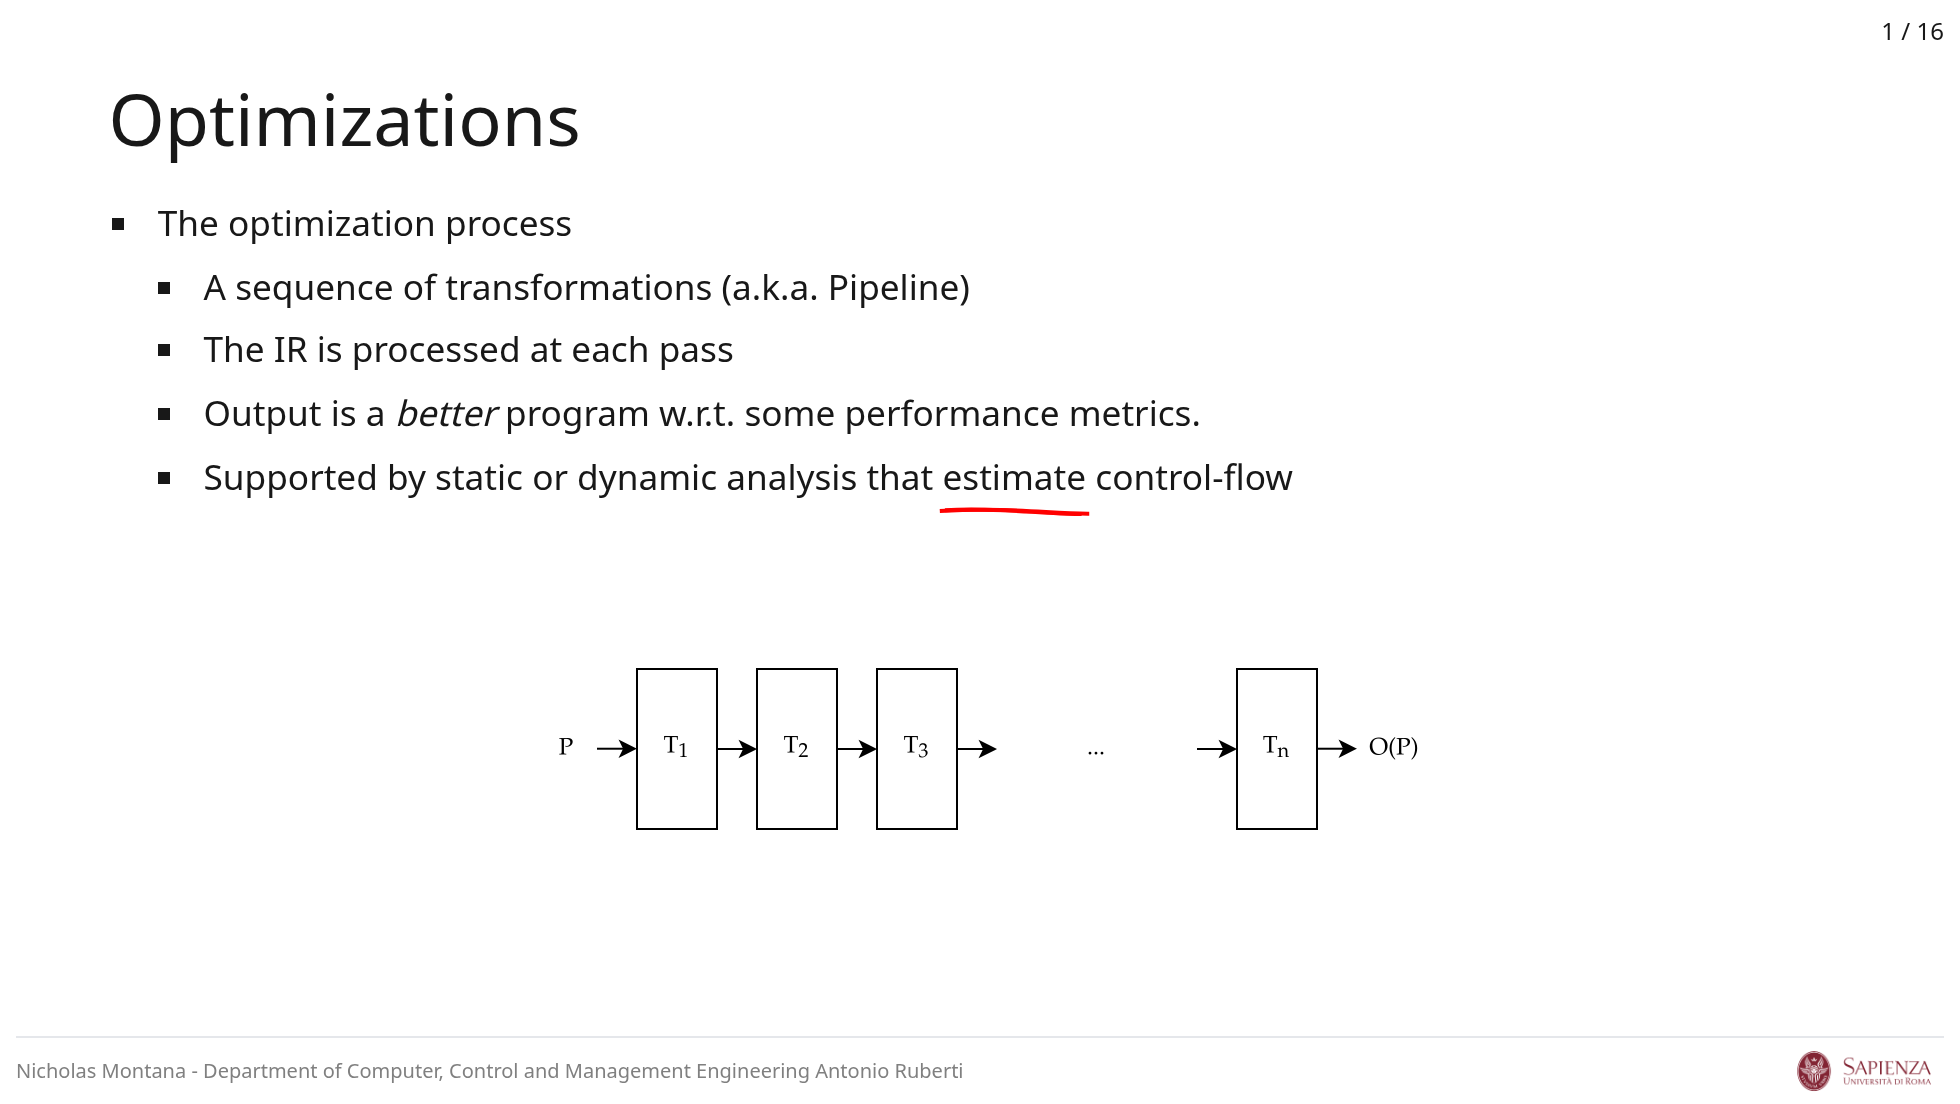 1 / 16
Optimizations
The optimization process
A sequence of transformations (a.k.a. Pipeline)
The IR is processed at each pass
Output is a better program w.r.t. some performance metrics.
Supported by static or dynamic analysis that estimate control-flow
P T1 T2 T3 ... Tn O(P)
Nicholas Montana - Department of Computer, Control and Management Engineering Antonio Ruberti
SAPIENZA
UNIVERSITÀ DI ROMA